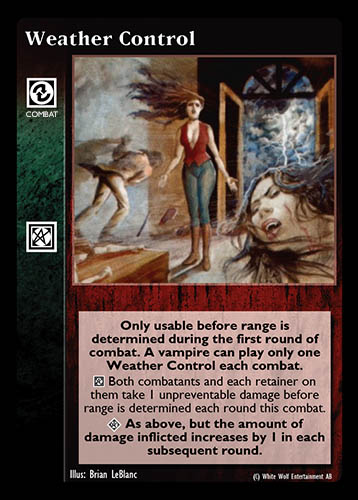 Weather Control
COMBAT
Only usable before range is
determined during the first round of
combat. A vampire can play only one
Weather Control each combat.
Both combatants and each retainer on
them take 1 unpreventable damage before
range is determined each round this combat.
As above, but the amount of
damage inflicted increases by 1 in each
subsequent round.
Illus: Brian LeBlanc
(C) White Wolf Entertainment AB